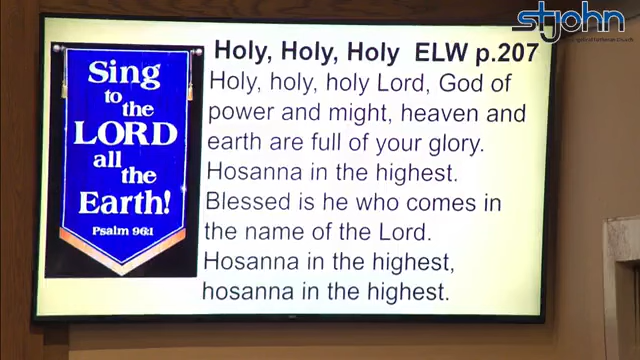 stjohn
Holy, Holy, Holy ELW p.207
Sing
to the
LORD
all
the
Earth!
Psalm 96:1
Holy, holy, holy Lord, God of
power and might, heaven and
earth are full of your glory.
Hosanna in the highest.
Blessed is he who comes in
the name of the Lord.
Hosanna in the highest,
hosanna in the highest.